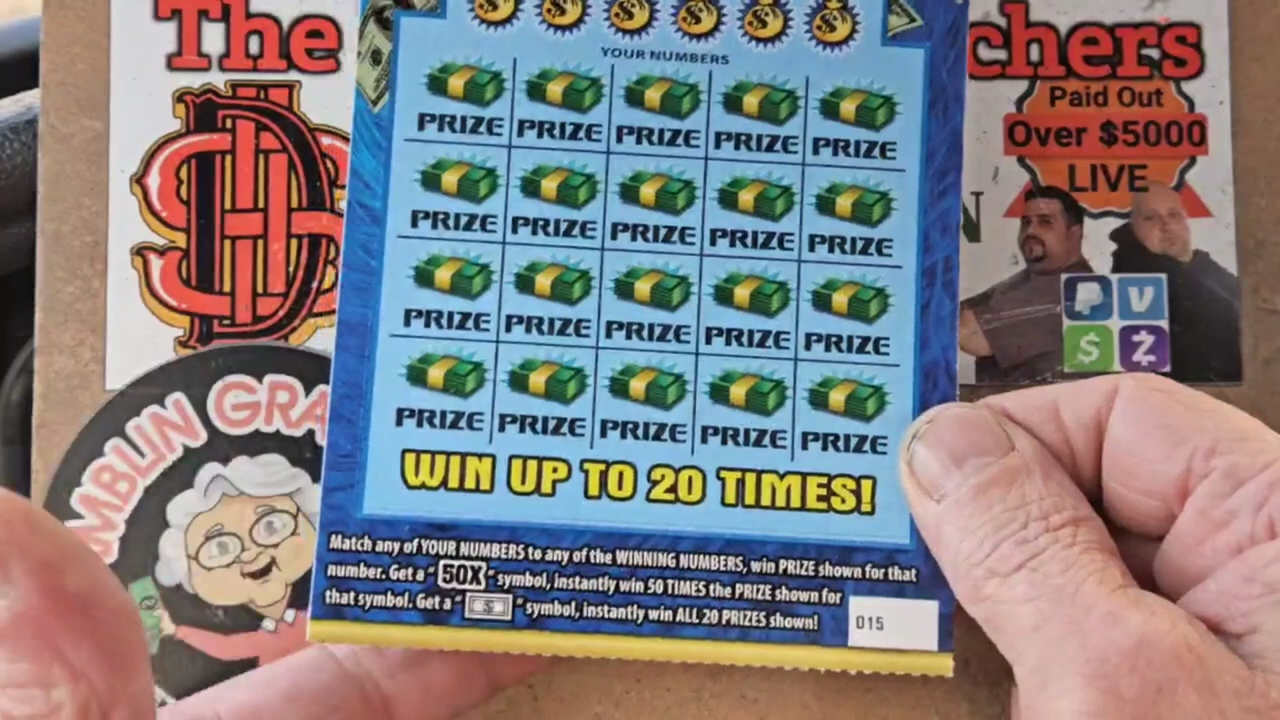 The
chers
Paid Out
Over $5000
LIVE
N
YOUR NUMBERS
PRIZE PRIZE PRIZE PRIZE PRIZE
PRIZE PRIZE PRIZE PRIZE PRIZE
PRIZE PRIZE PRIZE PRIZE PRIZE
PRIZE PRIZE PRIZE PRIZE PRIZE
WIN UP TO 20 TIMES!
Match any of YOUR NUMBERS to any of the WINNING NUMBERS, win PRIZE shown for that
number. Get a "50X" symbol, instantly win 50 TIMES the PRIZE shown for
that symbol. Get a "$" symbol, instantly win ALL 20 PRIZES shown!
015
MBLIN GRA